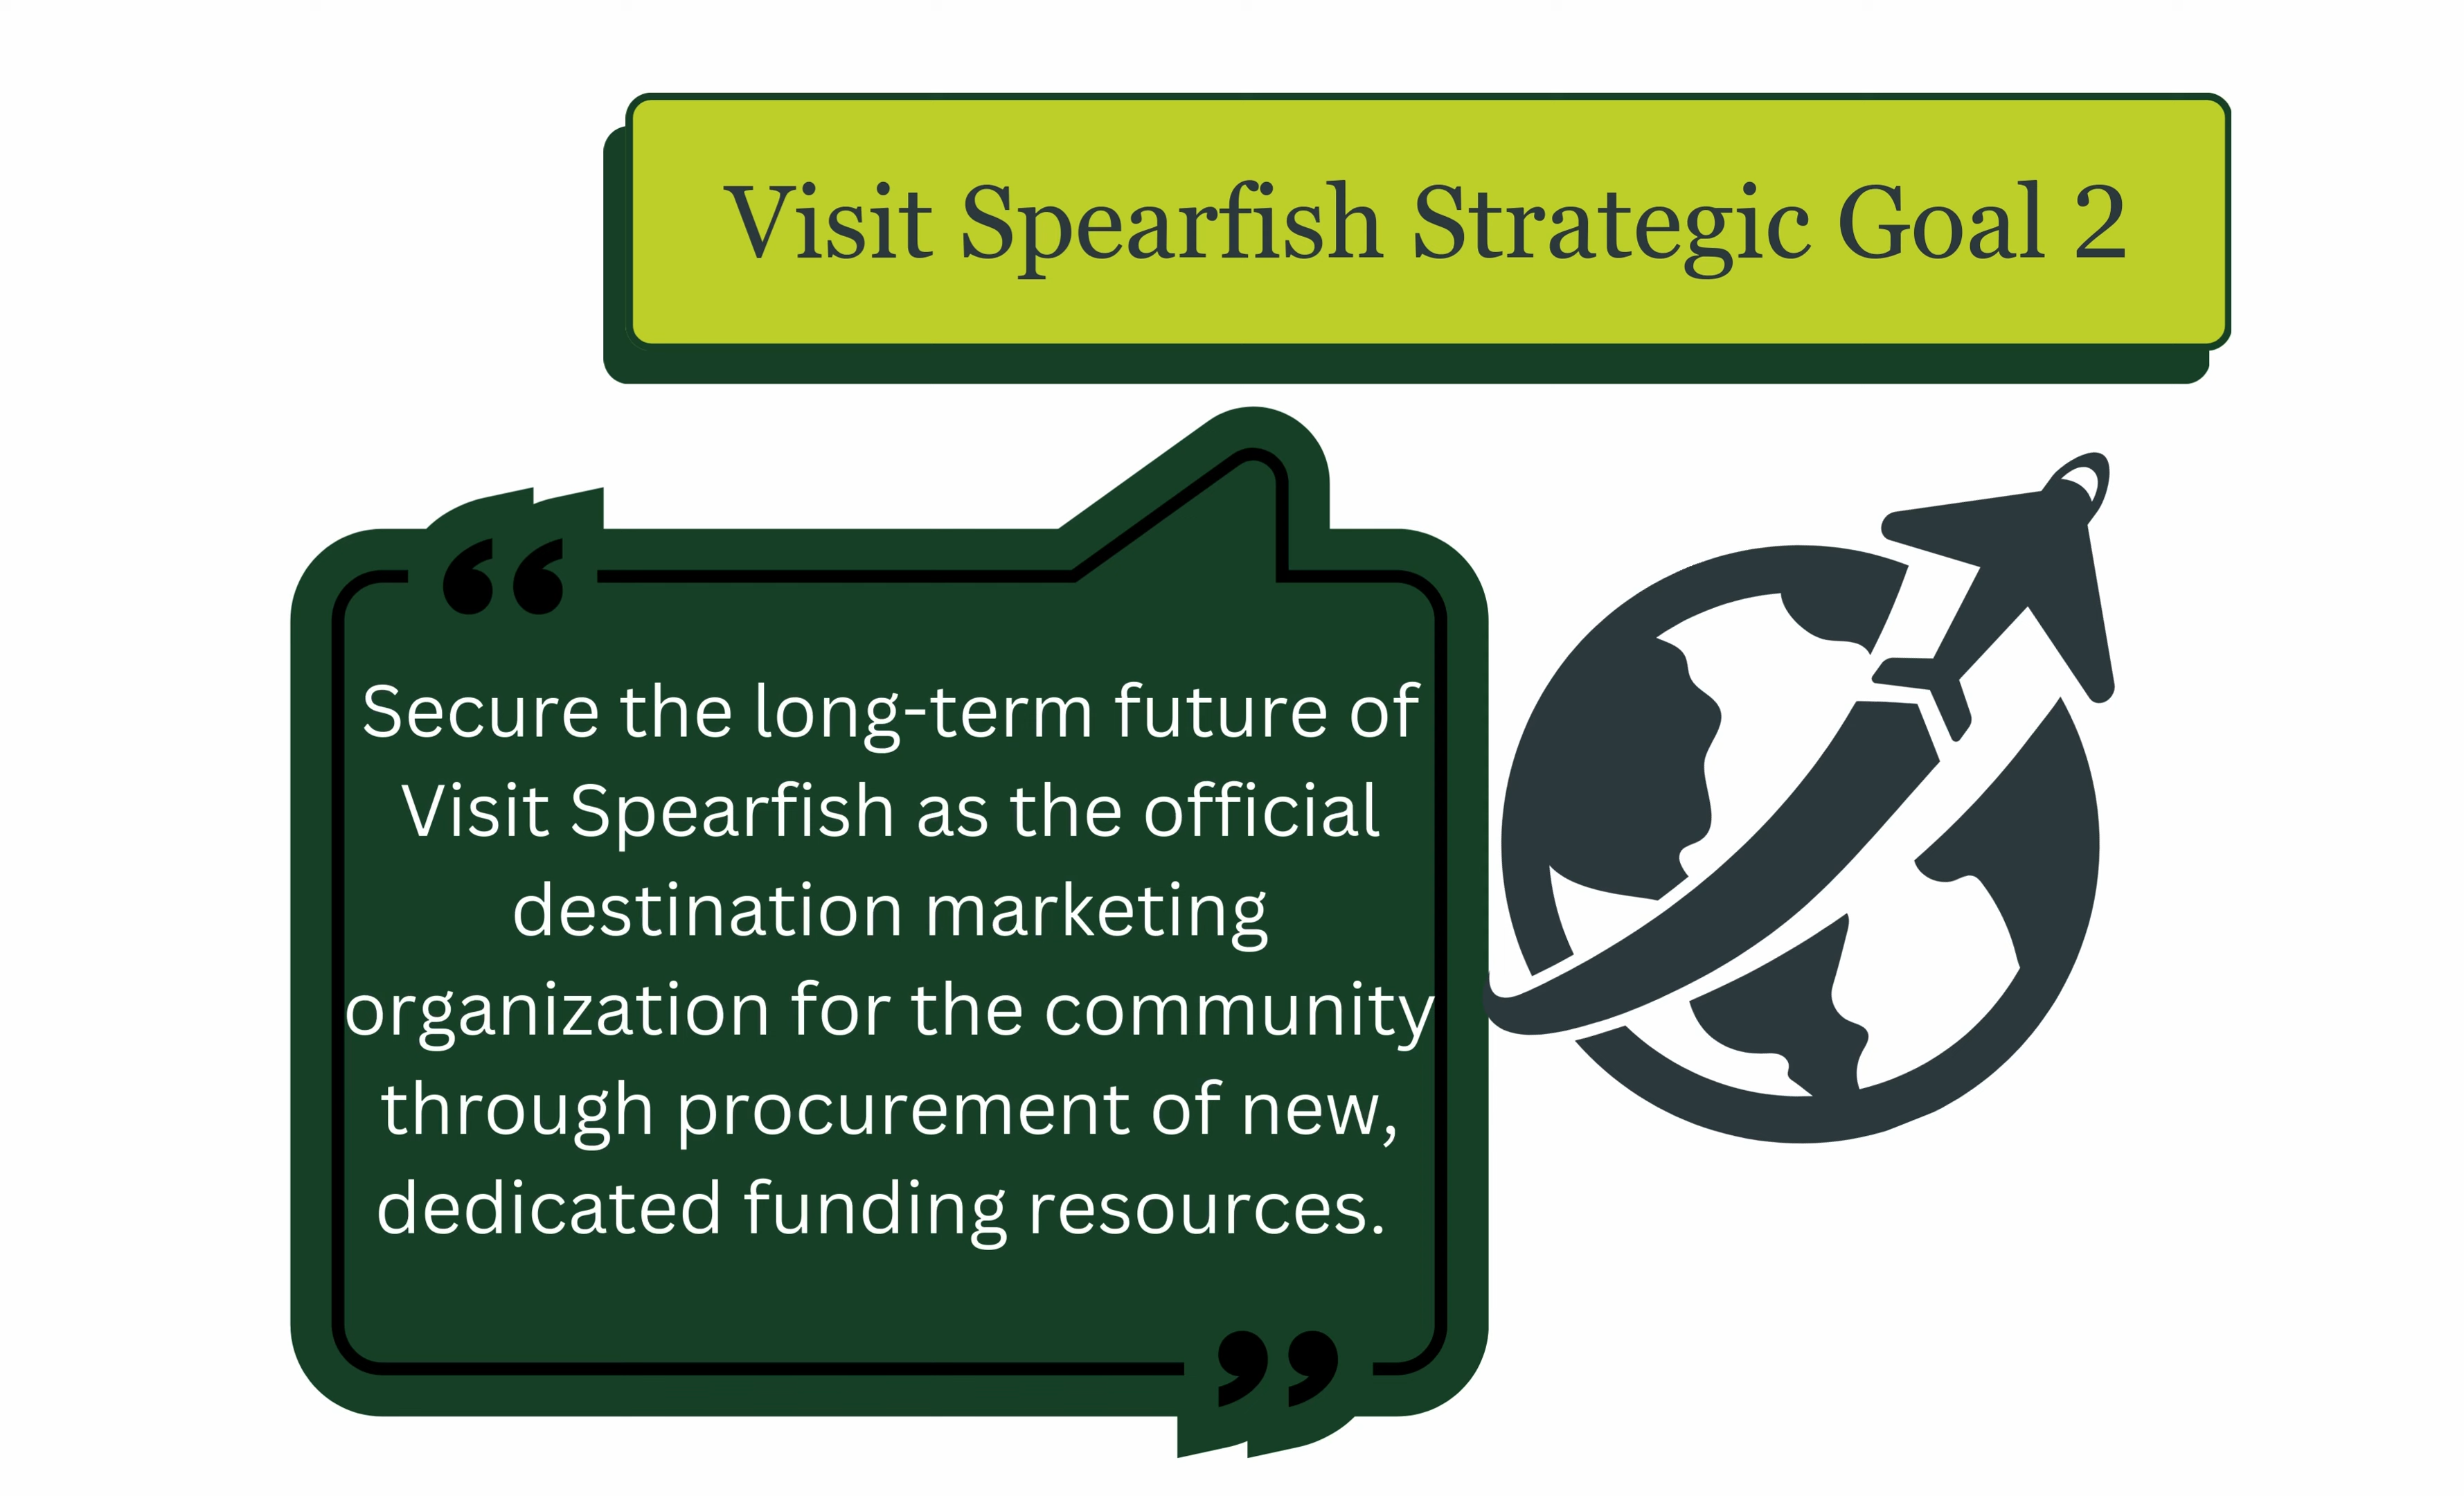 Visit Spearfish Strategic Goal 2
“
Secure the long-term future of
Visit Spearfish as the official
destination marketing
organization for the community
through procurement of new,
dedicated funding resources.
”